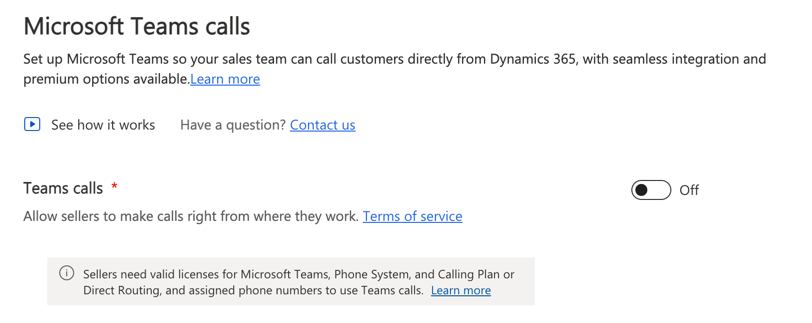 Microsoft Teams calls
Set up Microsoft Teams so your sales team can call customers directly from Dynamics 365, with seamless integration and
premium options available.Learn more
See how it works Have a question? Contact us
Teams calls *
Off
Allow sellers to make calls right from where they work. Terms of service
Sellers need valid licenses for Microsoft Teams, Phone System, and Calling Plan or
Direct Routing, and assigned phone numbers to use Teams calls. Learn more